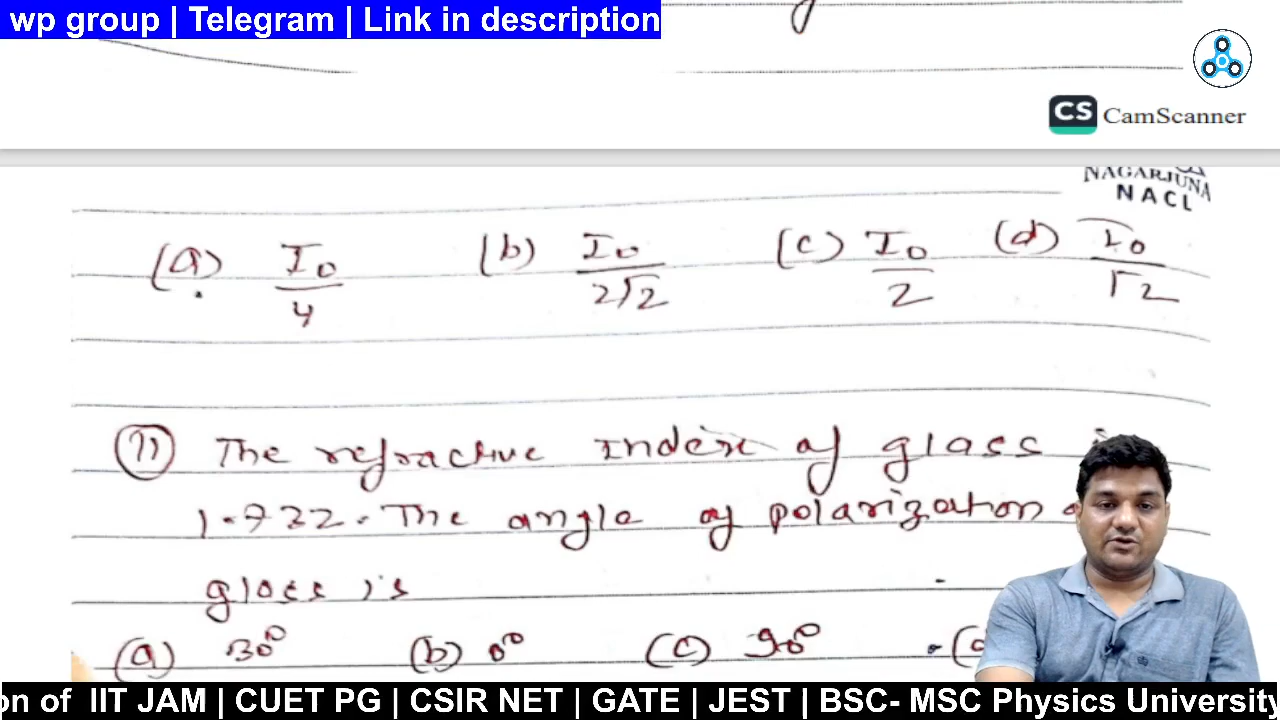 wp group | Telegram | Link in description
CS CamScanner
NAGARJUNA
NACL
(a) I₀/4 (b) I₀/2√2 (c) I₀/2 (d) I₀/√2
(11) The refractive index of glass is
1.732. The angle of polarization
glass is
(a) 30° (b) 0° (c) 90°
on of IIT JAM | CUET PG | CSIR NET | GATE | JEST | BSC- MSC Physics University